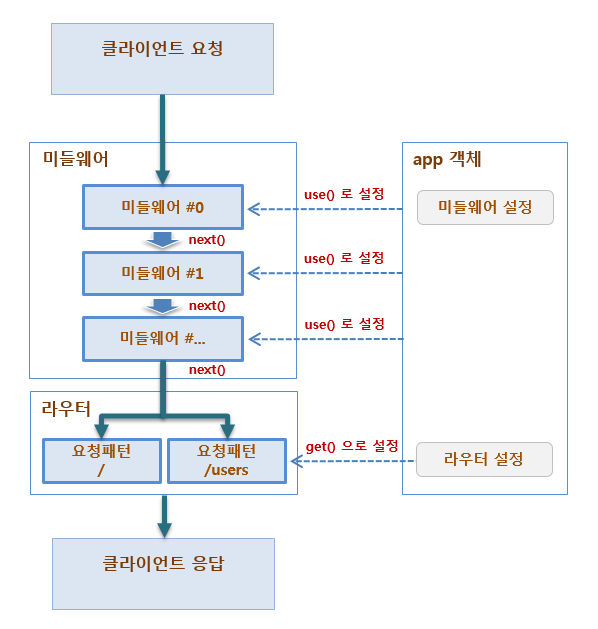 클라이언트 요청
미들웨어
app 객체
미들웨어 #0
use() 로 설정
미들웨어 설정
next()
미들웨어 #1
use() 로 설정
next()
미들웨어 #...
use() 로 설정
next()
라우터
요청패턴
/
요청패턴
/users
get() 으로 설정
라우터 설정
클라이언트 응답